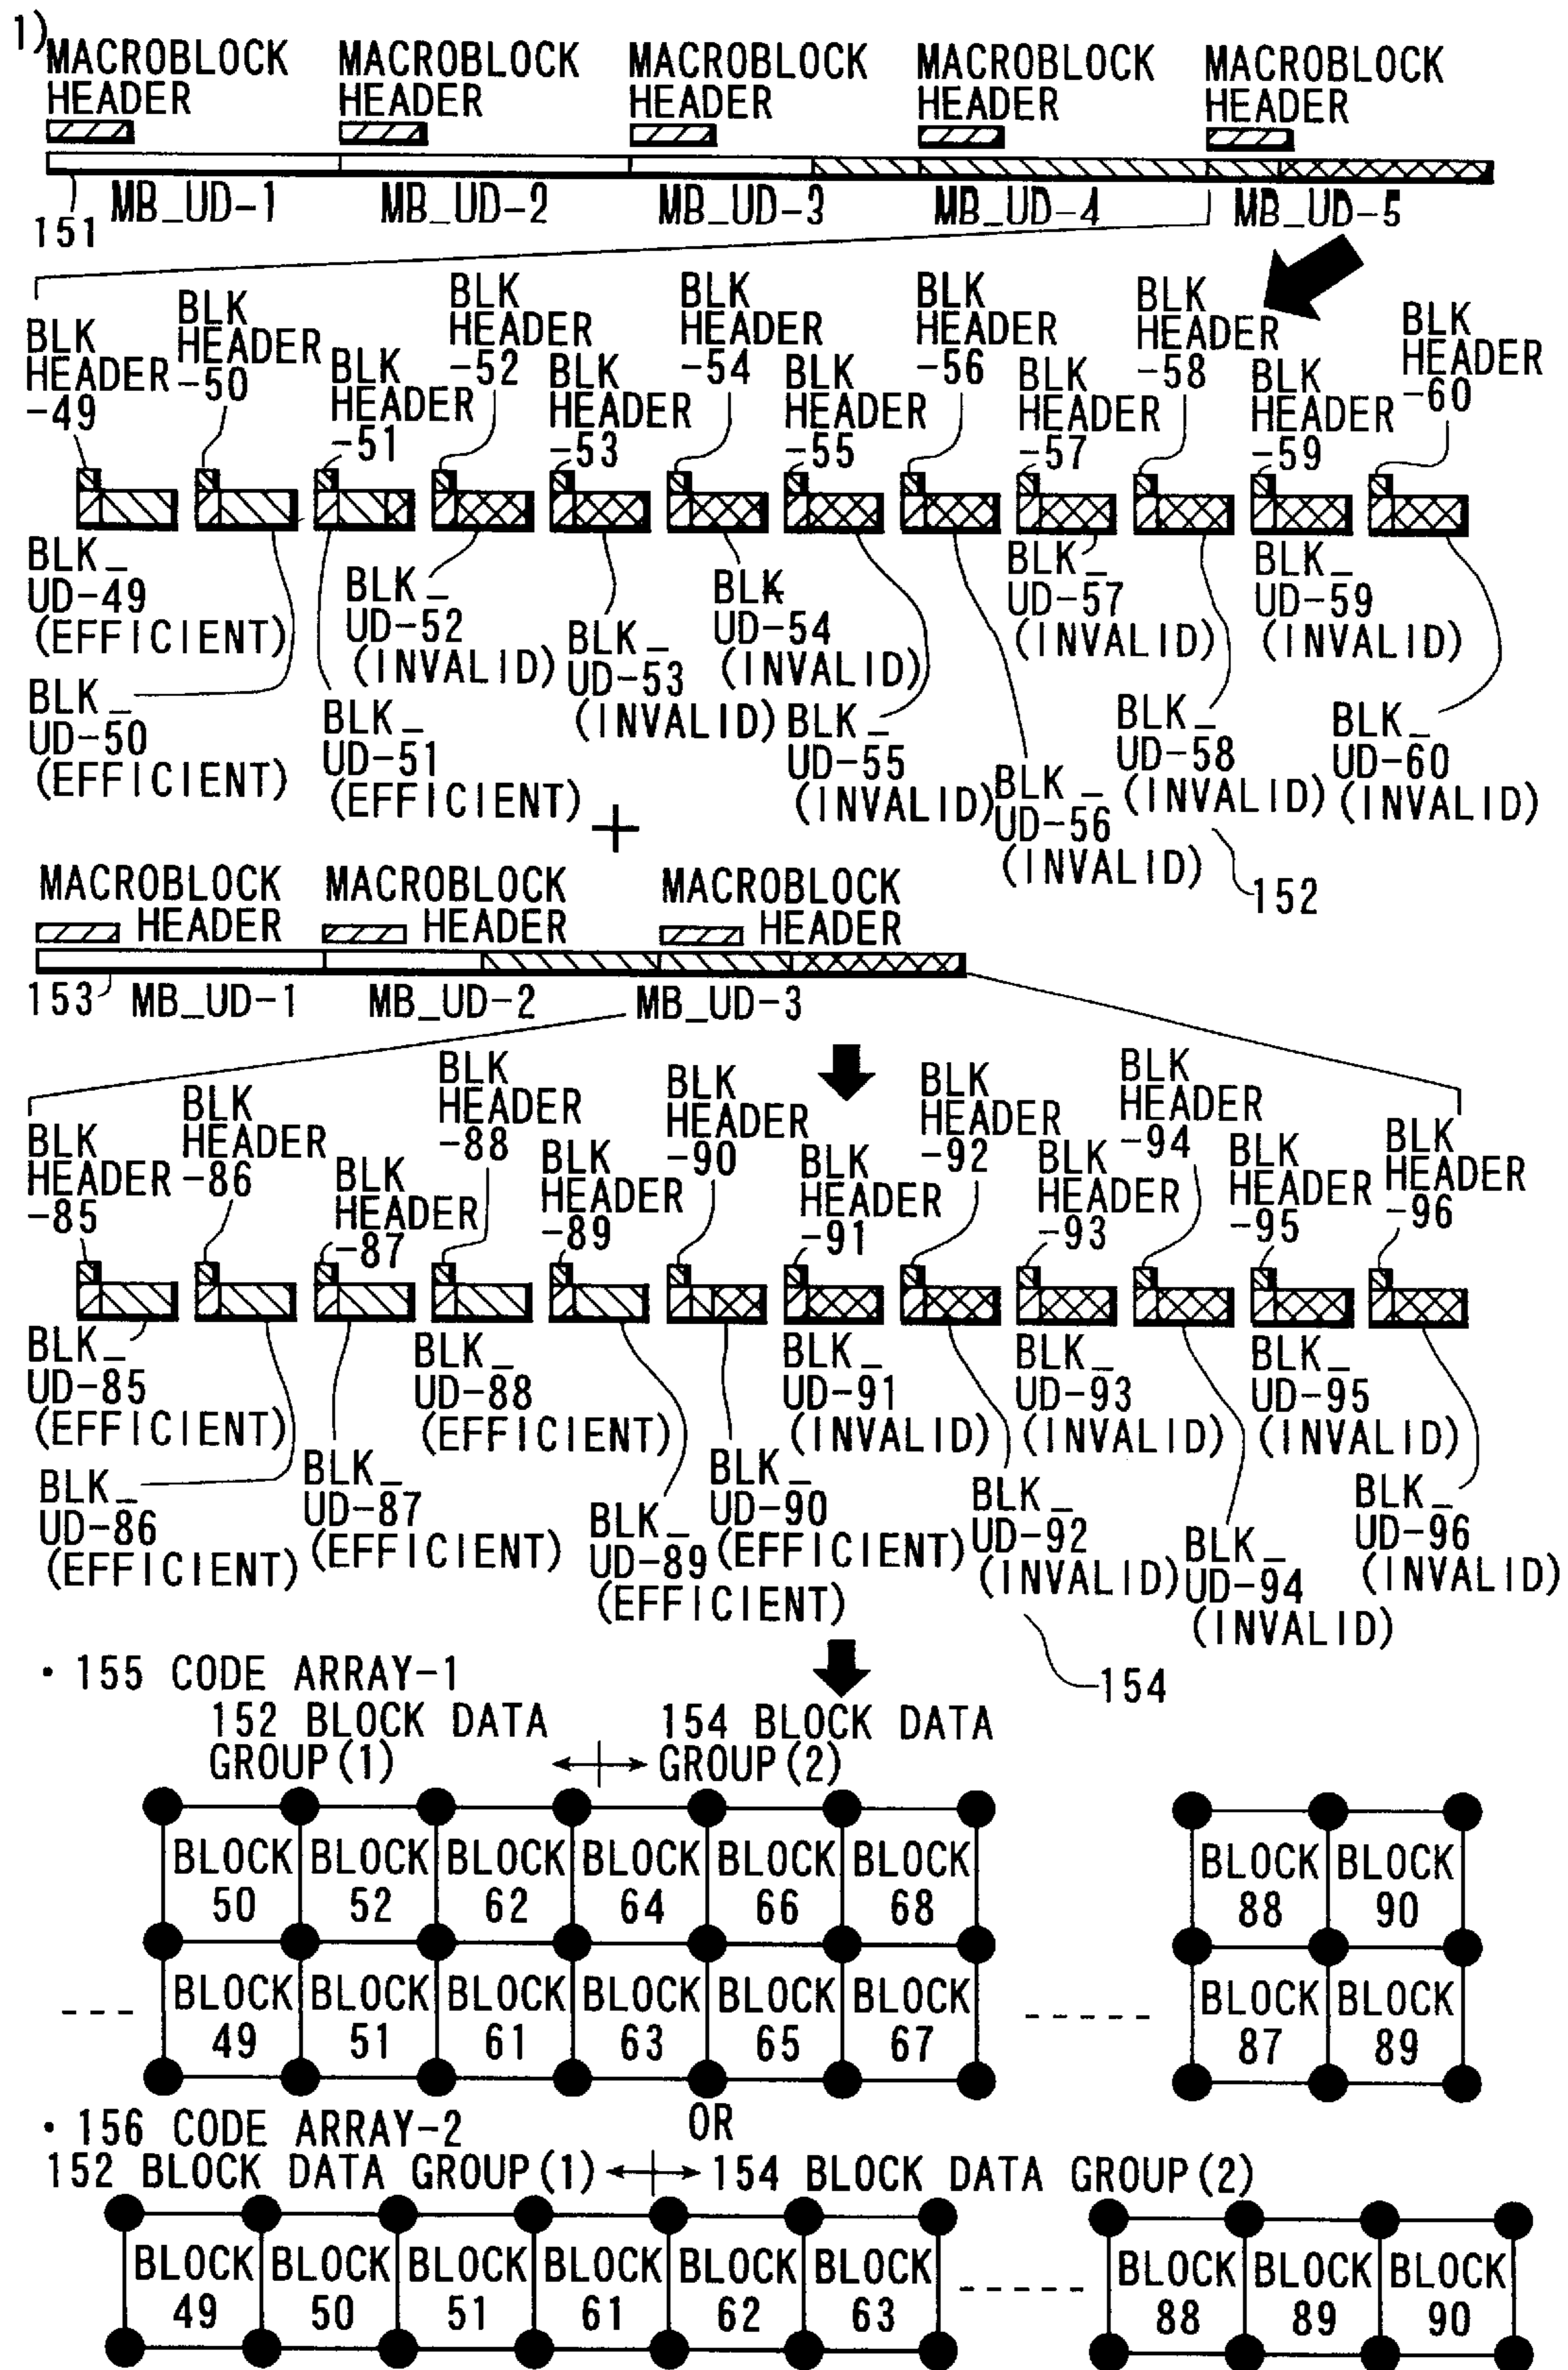 1)
MACROBLOCK HEADER
MACROBLOCK HEADER
MACROBLOCK HEADER
MACROBLOCK HEADER
MACROBLOCK HEADER
151
MB_UD-1
MB_UD-2
MB_UD-3
MB_UD-4
MB_UD-5
BLK HEADER -49
BLK HEADER -50
BLK HEADER -51
BLK HEADER -52
BLK HEADER -53
BLK HEADER -54
BLK HEADER -55
BLK HEADER -56
BLK HEADER -57
BLK HEADER -58
BLK HEADER -59
BLK HEADER -60
BLK_ UD-49 (EFFICIENT)
BLK_ UD-50 (EFFICIENT)
BLK_ UD-51 (EFFICIENT)
BLK_ UD-52 (INVALID)
BLK_ UD-53 (INVALID)
BLK_ UD-54 (INVALID)
BLK_ UD-55 (INVALID)
BLK_ UD-56 (INVALID)
BLK_ UD-57 (INVALID)
BLK_ UD-58 (INVALID)
BLK_ UD-59 (INVALID)
BLK_ UD-60 (INVALID)
152
+
MACROBLOCK HEADER
MACROBLOCK HEADER
MACROBLOCK HEADER
153
MB_UD-1
MB_UD-2
MB_UD-3
BLK HEADER -85
BLK HEADER -86
BLK HEADER -87
BLK HEADER -88
BLK HEADER -89
BLK HEADER -90
BLK HEADER -91
BLK HEADER -92
BLK HEADER -93
BLK HEADER -94
BLK HEADER -95
BLK HEADER -96
BLK_ UD-85 (EFFICIENT)
BLK_ UD-86 (EFFICIENT)
BLK_ UD-87 (EFFICIENT)
BLK_ UD-88 (EFFICIENT)
BLK_ UD-89 (EFFICIENT)
BLK_ UD-90 (EFFICIENT)
BLK_ UD-91 (INVALID)
BLK_ UD-92 (INVALID)
BLK_ UD-93 (INVALID)
BLK_ UD-94 (INVALID)
BLK_ UD-95 (INVALID)
BLK_ UD-96 (INVALID)
154
· 155 CODE ARRAY-1
152 BLOCK DATA GROUP(1)
154 BLOCK DATA GROUP(2)
BLOCK 50
BLOCK 52
BLOCK 62
BLOCK 64
BLOCK 66
BLOCK 68
BLOCK 88
BLOCK 90
BLOCK 49
BLOCK 51
BLOCK 61
BLOCK 63
BLOCK 65
BLOCK 67
BLOCK 87
BLOCK 89
OR
· 156 CODE ARRAY-2
152 BLOCK DATA GROUP(1)
154 BLOCK DATA GROUP(2)
BLOCK 49
BLOCK 50
BLOCK 51
BLOCK 61
BLOCK 62
BLOCK 63
BLOCK 88
BLOCK 89
BLOCK 90